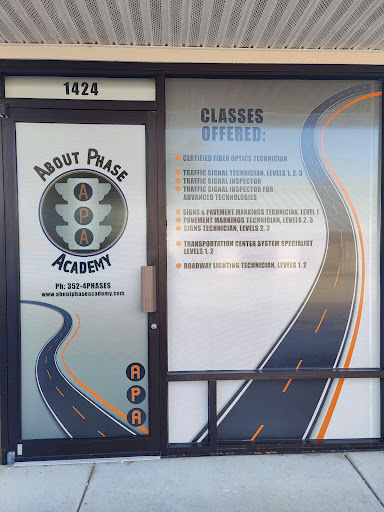 1424
ABOUT PHASE
A
P
A
ACADEMY
Ph: 352-4PHASES
www.aboutphaseacademy.com
A
P
A
CLASSES
OFFERED:
CERTIFIED FIBER OPTICS TECHNICIAN
TRAFFIC SIGNAL TECHNICIAN, LEVELS 1, 2, 3
TRAFFIC SIGNAL INSPECTOR
TRAFFIC SIGNAL INSPECTOR FOR
ADVANCED TECHNOLOGIES
SIGNS & PAVEMENT MARKINGS TECHNICIAN, LEVEL 1
PAVEMENT MARKINGS TECHNICIAN, LEVELS 2, 3
SIGNS TECHNICIAN, LEVELS 2, 3
TRANSPORTATION CENTER SYSTEM SPECIALIST
LEVELS 1, 2
ROADWAY LIGHTING TECHNICIAN, LEVELS 1, 2